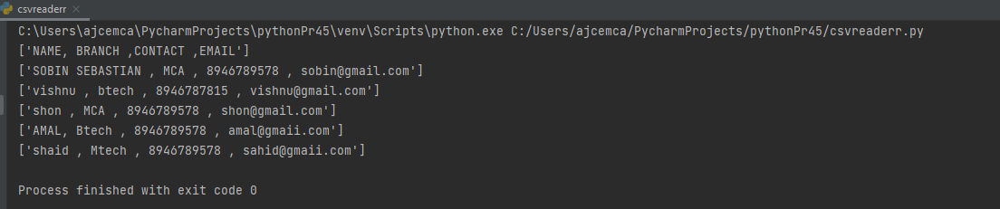 csvreaderr
C:\Users\ajcemca\PycharmProjects\pythonPr45\venv\Scripts\python.exe C:/Users/ajcemca/PycharmProjects/pythonPr45/csvreaderr.py
['NAME, BRANCH ,CONTACT ,EMAIL']
['SOBIN SEBASTIAN , MCA , 8946789578 , sobin@gmail.com']
['vishnu , btech , 8946787815 , vishnu@gmail.com']
['shon , MCA , 8946789578 , shon@gmail.com']
['AMAL, Btech , 8946789578 , amal@gmaii.com']
['shaid , Mtech , 8946789578 , sahid@gmaii.com']
Process finished with exit code 0